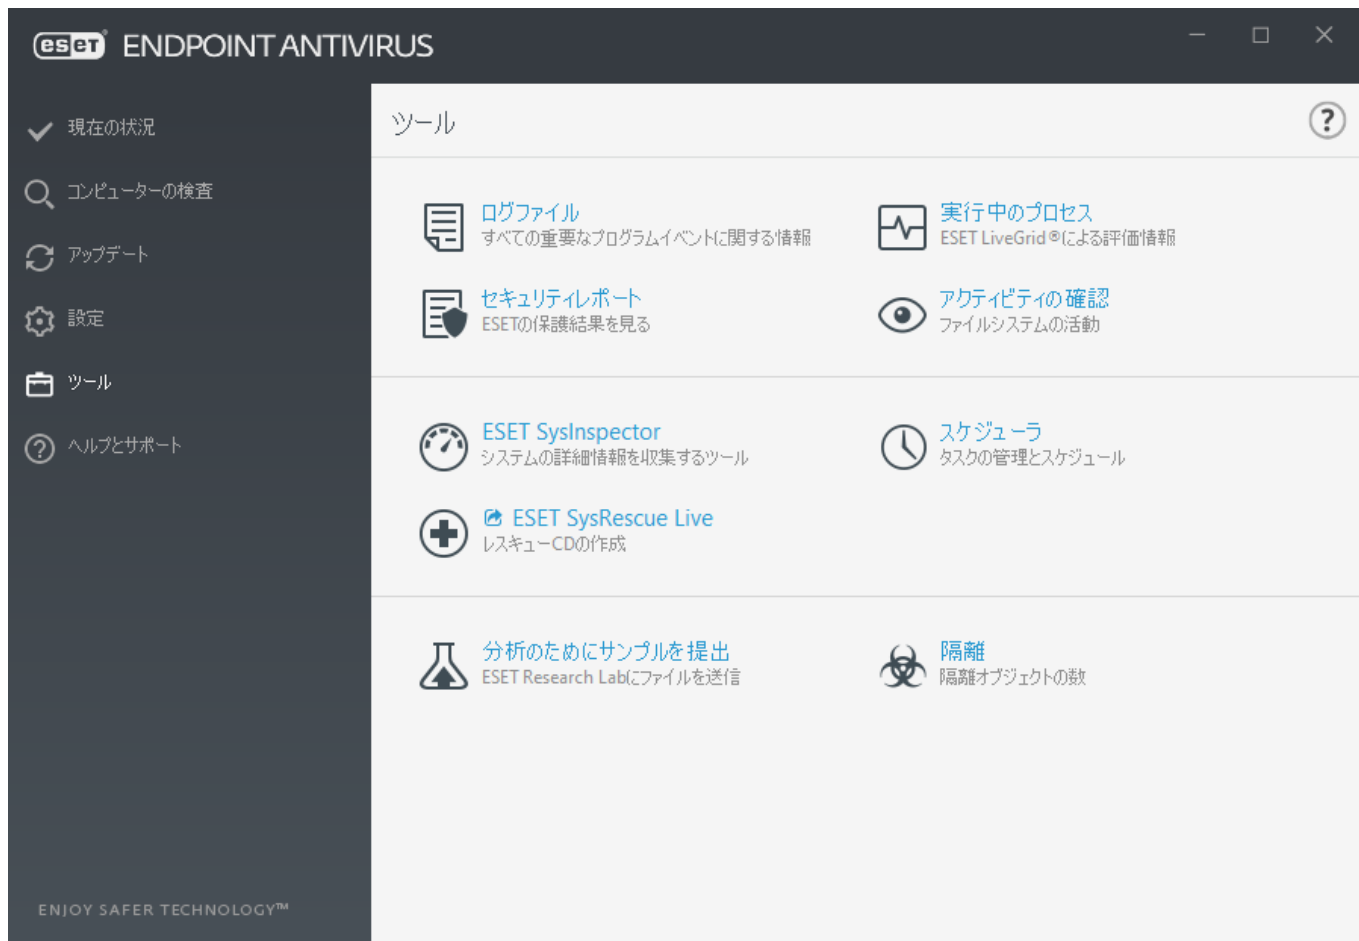 eset ENDPOINT ANTIVIRUS
現在の状況
コンピューターの検査
アップデート
設定
ツール
ヘルプとサポート
ENJOY SAFER TECHNOLOGY™
ツール
?
ログファイル
すべての重要なプログラムイベントに関する情報
実行中のプロセス
ESET LiveGrid®による評価情報
セキュリティレポート
ESETの保護結果を見る
アクティビティの確認
ファイルシステムの活動
ESET SysInspector
システムの詳細情報を収集するツール
スケジューラ
タスクの管理とスケジュール
ESET SysRescue Live
レスキューCDの作成
分析のためにサンプルを提出
ESET Research Labにファイルを送信
隔離
隔離オブジェクトの数